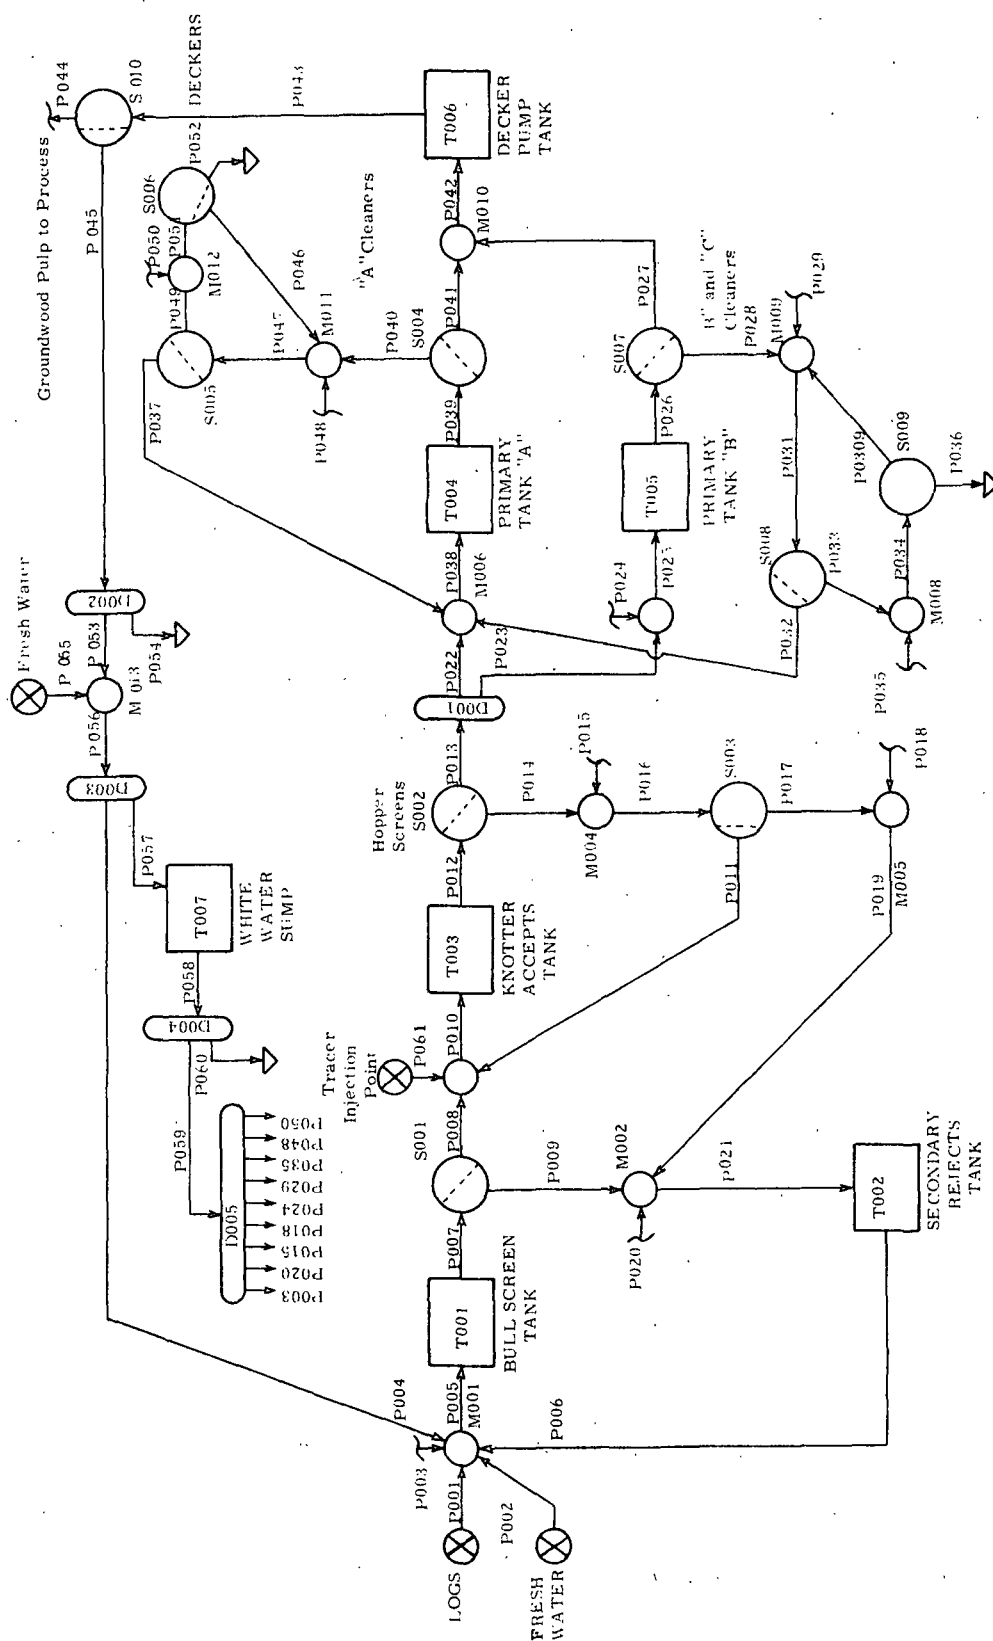 Groundwood Pulp to Process
P044
S010
P045
P043
DECKERS
P052
S006
P051
P050
M012
P049
S005
P037
P046
P047
M011
P048
"A" Cleaners
P040
S004
T006
DECKER
PUMP
TANK
P042
M010
P041
P039
T004
PRIMARY
TANK "A"
P038
M006
P027
S007
"B" and "C"
Cleaners
P028
M009
P029
P026
T005
PRIMARY
TANK "B"
P025
P024
P023
P022
D001
P031
P0309
S009
P036
S008
P033
P034
M008
P032
P035
Fresh Water
P055
D002
P053
P054
M013
P056
D003
P057
T007
WHITE
WATER
SUMP
P058
D004
P060
P059
D005
P050
P048
P035
P029
P024
P018
P015
P020
P003
Hopper
Screens
S002
P013
P014
P015
M004
P016
S003
P017
P018
P011
P019
M005
P012
T003
KNOTTER
ACCEPTS
TANK
P010
P061
Tracer
Injection
Point
S001
P008
P009
M002
P021
P020
T002
SECONDARY
REJECTS
TANK
P007
T001
BULL SCREEN
TANK
P005
M001
P004
P003
P006
P001
P002
LOGS
FRESH
WATER